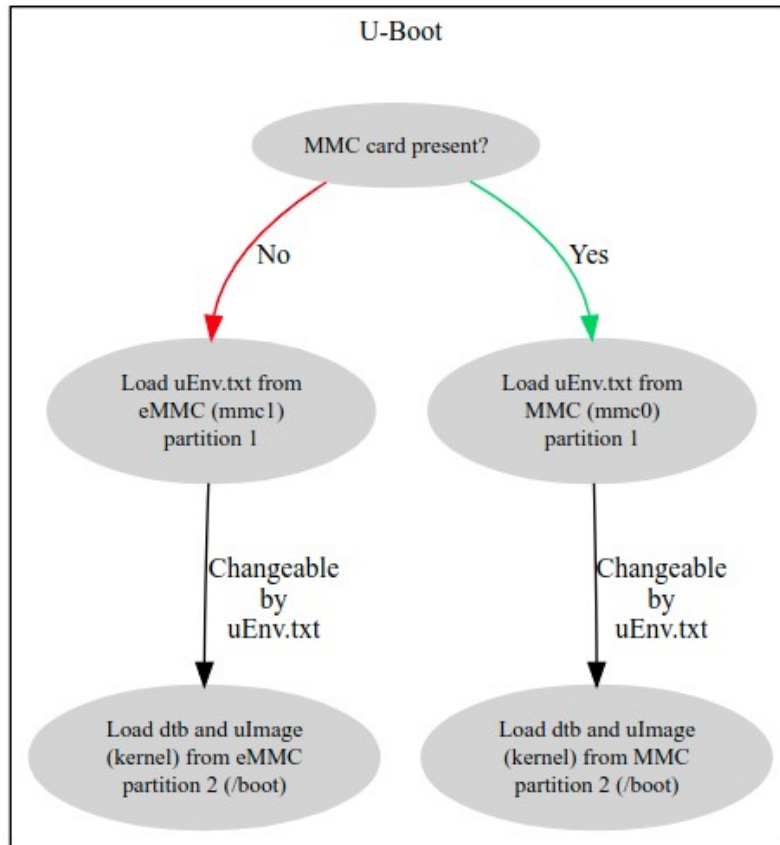 U-Boot
MMC card present?
No
Yes
Load uEnv.txt from
eMMC (mmc1)
partition 1
Load uEnv.txt from
MMC (mmc0)
partition 1
Changeable
by
uEnv.txt
Changeable
by
uEnv.txt
Load dtb and uImage
(kernel) from eMMC
partition 2 (/boot)
Load dtb and uImage
(kernel) from MMC
partition 2 (/boot)